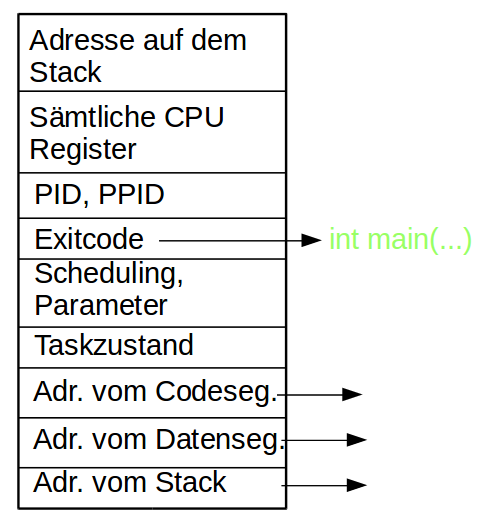 Adresse auf dem
Stack
Sämtliche CPU
Register
PID, PPID
Exitcode
int main(...)
Scheduling,
Parameter
Taskzustand
Adr. vom Codeseg.
Adr. vom Datenseg.
Adr. vom Stack